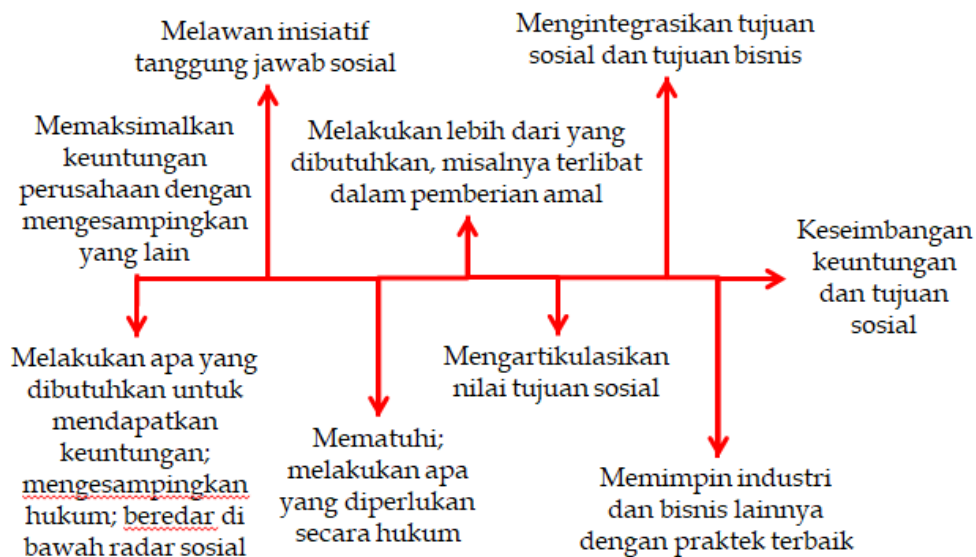 Melawan inisiatif
tanggung jawab sosial
Mengintegrasikan tujuan
sosial dan tujuan bisnis
Memaksimalkan
keuntungan
perusahaan dengan
mengesampingkan
yang lain
Melakukan lebih dari yang
dibutuhkan, misalnya terlibat
dalam pemberian amal
Keseimbangan
keuntungan
dan tujuan
sosial
Melakukan apa yang
dibutuhkan untuk
mendapatkan
keuntungan;
mengesampingkan
hukum; beredar di
bawah radar sosial
Mematuhi;
melakukan apa
yang diperlukan
secara hukum
Mengartikulasikan
nilai tujuan sosial
Memimpin industri
dan bisnis lainnya
dengan praktek terbaik